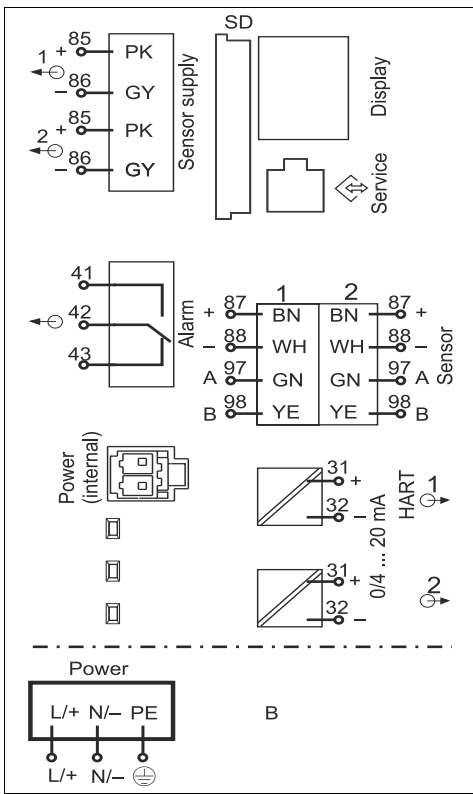 SD
1 + 85 PK
− 86 GY
2 + 85 PK
− 86 GY
Sensor supply
Display
Service
41
42
43
Alarm
1 2
+ 87 BN BN 87 +
− 88 WH WH 88 −
A 97 GN GN 97 A
B 98 YE YE 98 B
Sensor
Power
(internal)
31 +
32 −
31 +
32 −
0/4 ... 20 mA
HART
1
2
Power
L/+ N/− PE
L/+ N/−
B